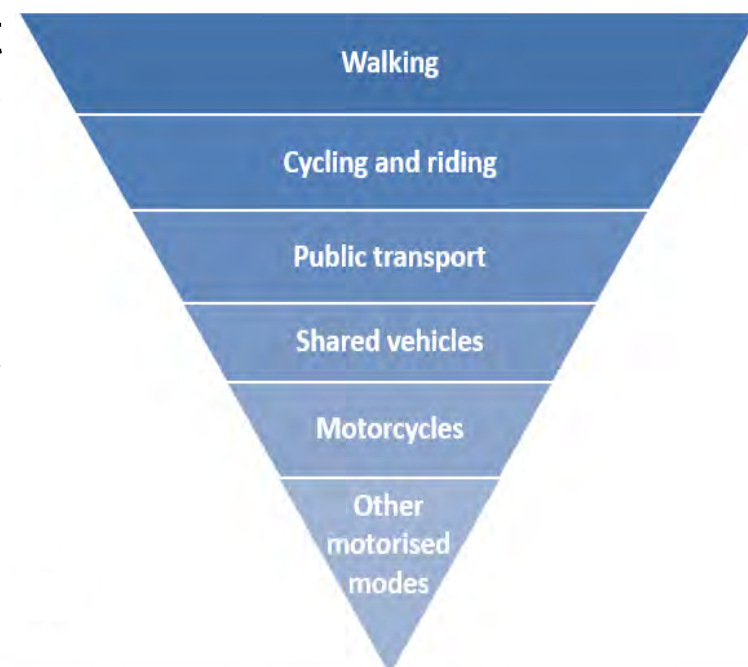 Walking
Cycling and riding
Public transport
Shared vehicles
Motorcycles
Other
motorised
modes